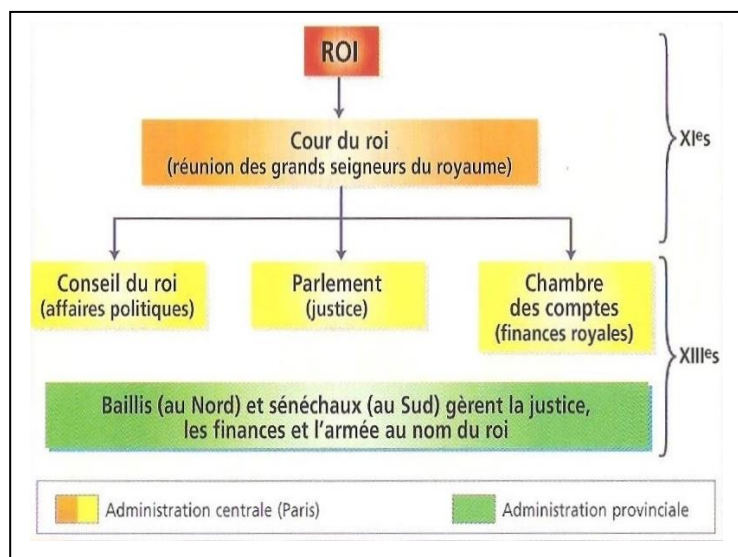 ROI
Cour du roi
(réunion des grands seigneurs du royaume)
XIes
Conseil du roi
(affaires politiques)
Parlement
(justice)
Chambre
des comptes
(finances royales)
XIIIes
Baillis (au Nord) et sénéchaux (au Sud) gèrent la justice,
les finances et l'armée au nom du roi
Administration centrale (Paris)
Administration provinciale